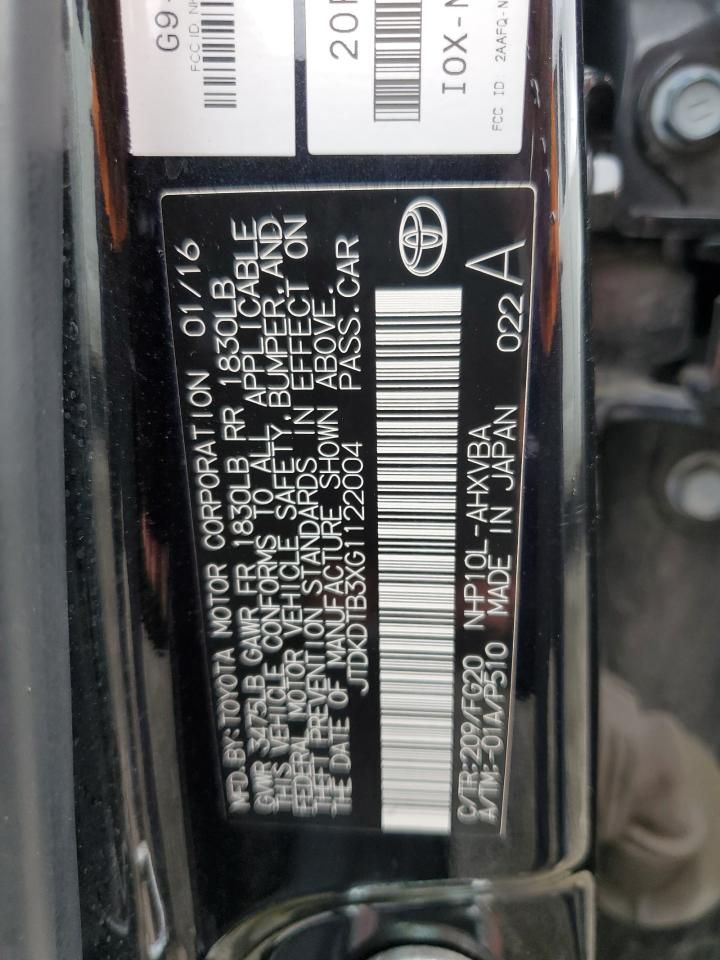 G9-
FCC ID NH
20F
IOX-N
FCC ID 2AAFQ-N
MFD. BY: TOYOTA MOTOR CORPORATION 01/16
GVWR 3475LB GAWR FR 1830LB RR 1830LB
THIS VEHICLE CONFORMS TO ALL APPLICABLE
FEDERAL MOTOR VEHICLE SAFETY, BUMPER, AND
THEFT PREVENTION STANDARDS IN EFFECT ON
THE DATE OF MANUFACTURE SHOWN ABOVE.
JTDKDTB3XG1122004 PASS. CAR
C/TR: 209/FG20 NHP10L-AHXVBA 022 A
A/TM: -01A/P510 MADE IN JAPAN